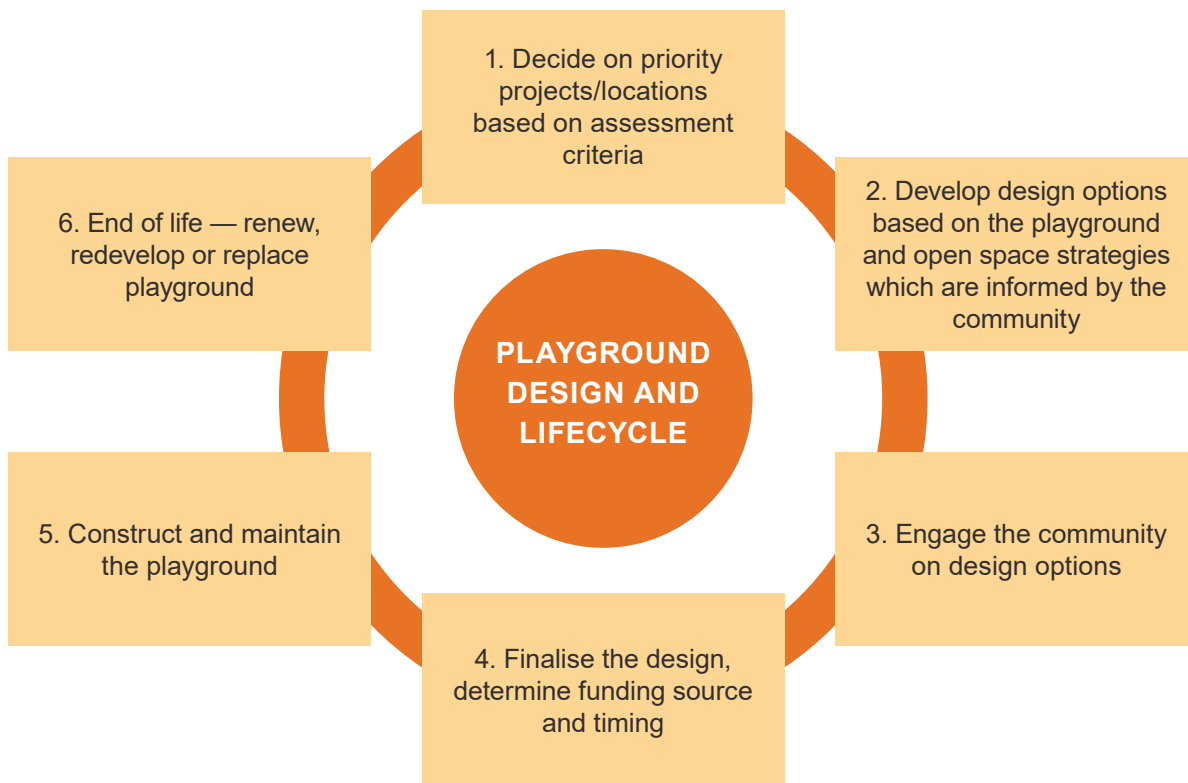 1. Decide on priority
projects/locations
based on assessment
criteria
2. Develop design options
based on the playground
and open space strategies
which are informed by the
community
3. Engage the community
on design options
4. Finalise the design,
determine funding source
and timing
5. Construct and maintain
the playground
6. End of life — renew,
redevelop or replace
playground
PLAYGROUND
DESIGN AND
LIFECYCLE